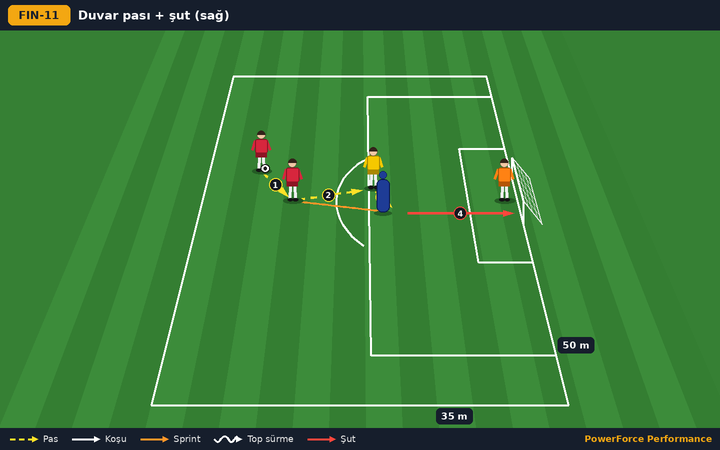 FIN-11 Duvar pası + şut (sağ)
1
2
4
50 m
35 m
Pas Koşu Sprint Top sürme Şut PowerForce Performance